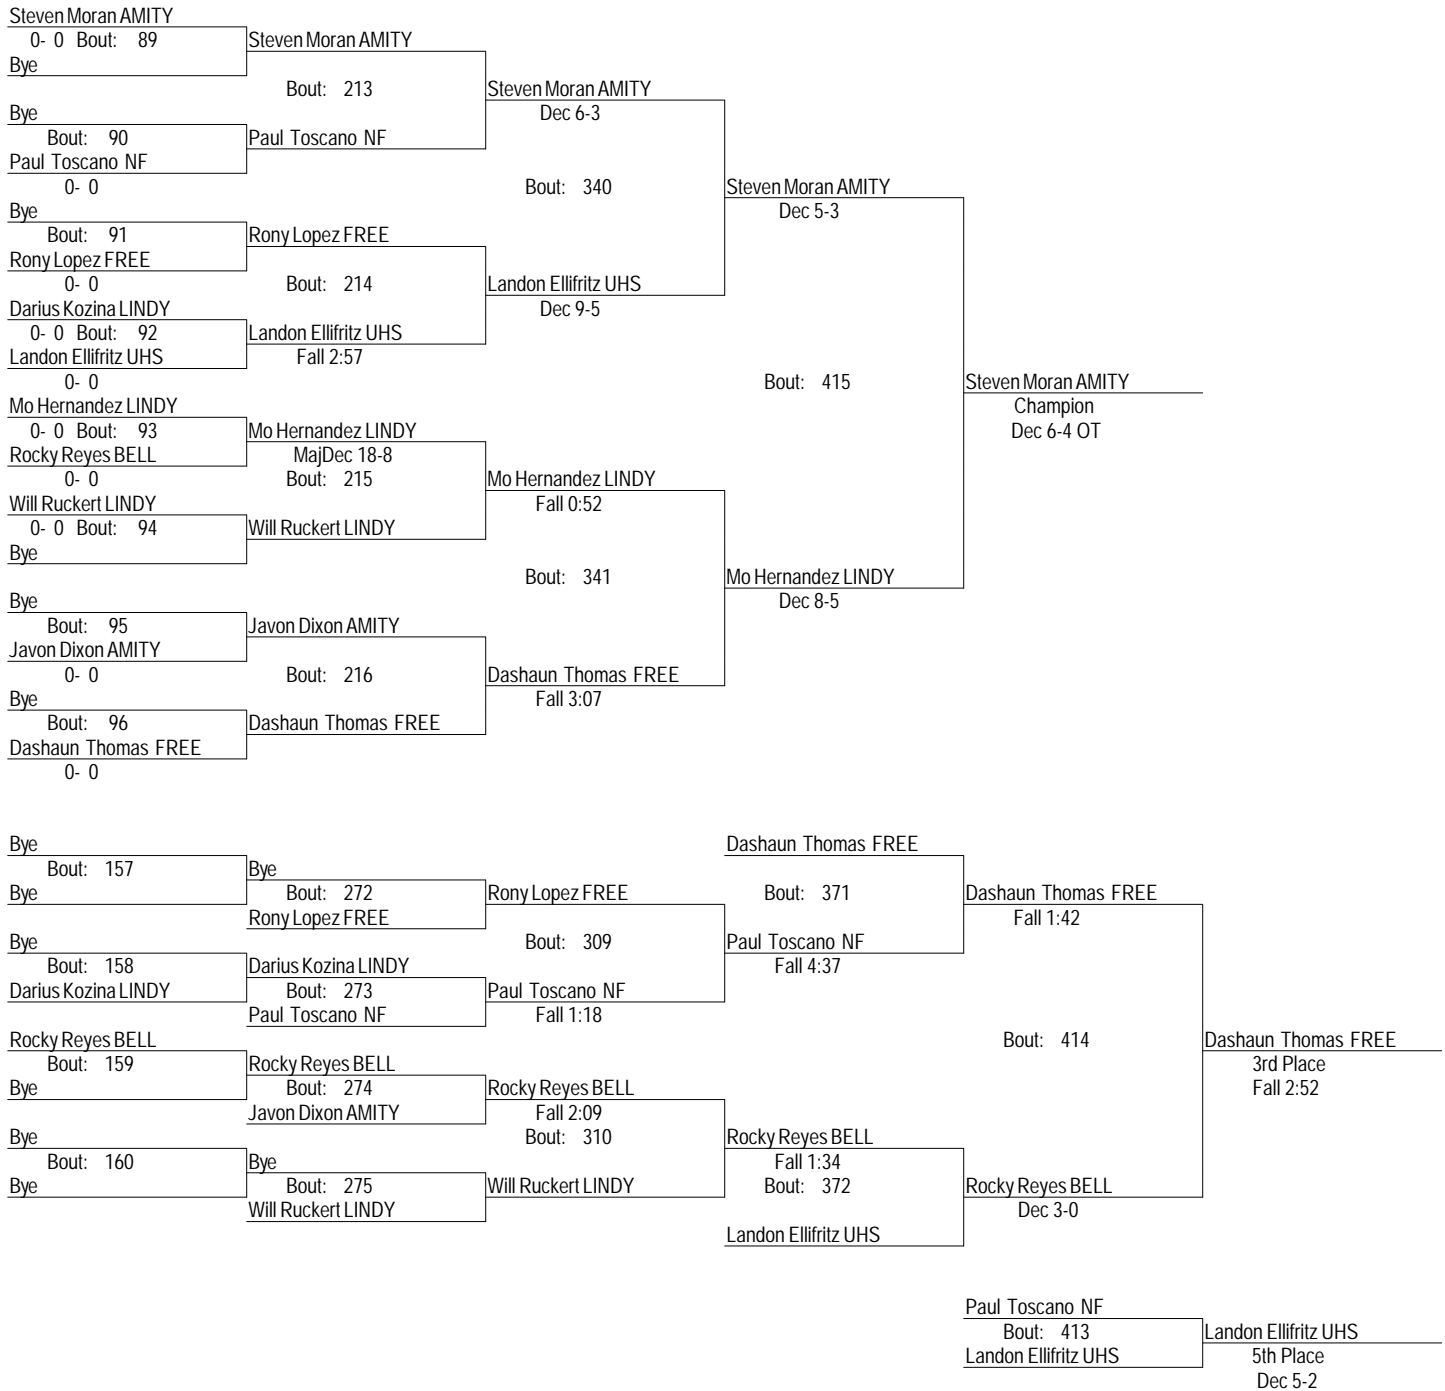 Steven Moran AMITY
0- 0 Bout: 89 Steven Moran AMITY
Bye
Bout: 213 Steven Moran AMITY
Bye Dec 6-3
Bout: 90 Paul Toscano NF
Paul Toscano NF
0- 0 Bout: 340 Steven Moran AMITY
Bye Dec 5-3
Bout: 91 Rony Lopez FREE
Rony Lopez FREE
0- 0 Bout: 214 Landon Ellifritz UHS
Darius Kozina LINDY Dec 9-5
0- 0 Bout: 92 Landon Ellifritz UHS
Landon Ellifritz UHS Fall 2:57
0- 0 Bout: 415 Steven Moran AMITY
Mo Hernandez LINDY Champion
0- 0 Bout: 93 Mo Hernandez LINDY Dec 6-4 OT
Rocky Reyes BELL MajDec 18-8
0- 0 Bout: 215 Mo Hernandez LINDY
Will Ruckert LINDY Fall 0:52
0- 0 Bout: 94 Will Ruckert LINDY
Bye
Bout: 341 Mo Hernandez LINDY
Bye Dec 8-5
Bout: 95 Javon Dixon AMITY
Javon Dixon AMITY
0- 0 Bout: 216 Dashaun Thomas FREE
Bye Fall 3:07
Bout: 96 Dashaun Thomas FREE
Dashaun Thomas FREE
0- 0
Bye Dashaun Thomas FREE
Bout: 157 Bye
Bye Bout: 272 Rony Lopez FREE Bout: 371 Dashaun Thomas FREE
Rony Lopez FREE Fall 1:42
Bye Bout: 309 Paul Toscano NF
Bout: 158 Darius Kozina LINDY Fall 4:37
Darius Kozina LINDY Bout: 273 Paul Toscano NF
Paul Toscano NF Fall 1:18
Rocky Reyes BELL Bout: 414 Dashaun Thomas FREE
Bout: 159 Rocky Reyes BELL 3rd Place
Bye Bout: 274 Rocky Reyes BELL Fall 2:52
Javon Dixon AMITY Fall 2:09
Bye Bout: 310 Rocky Reyes BELL
Bout: 160 Bye Fall 1:34
Bye Bout: 275 Will Ruckert LINDY Bout: 372 Rocky Reyes BELL
Will Ruckert LINDY Dec 3-0
Landon Ellifritz UHS
Paul Toscano NF
Bout: 413 Landon Ellifritz UHS
Landon Ellifritz UHS 5th Place
Dec 5-2